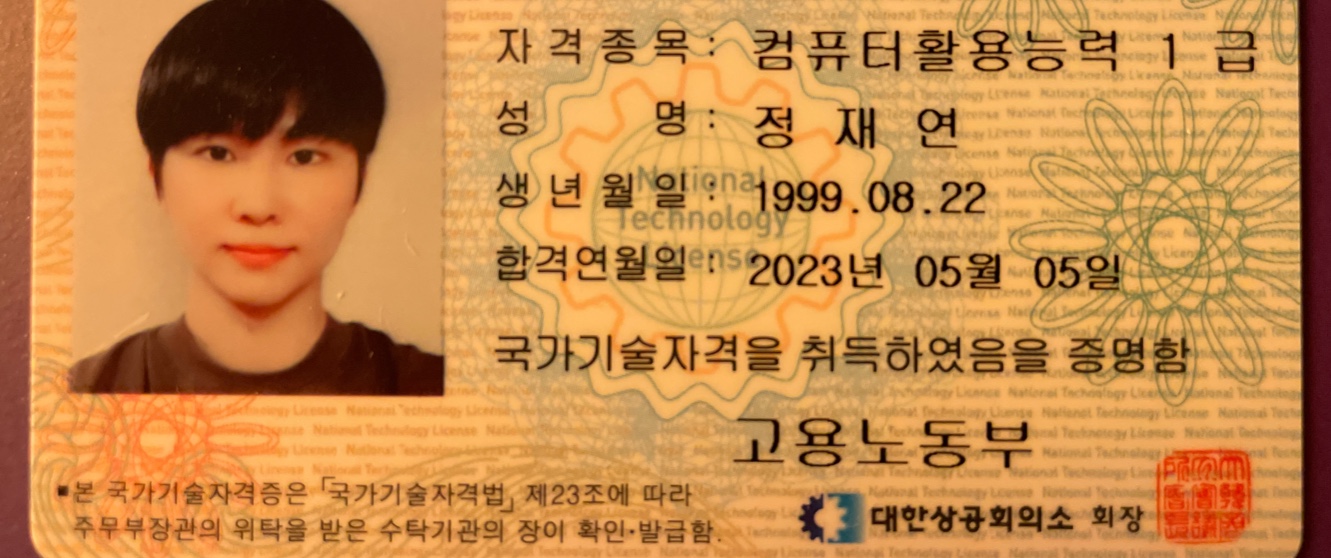 자격종목 : 컴퓨터활용능력 1 급
성 명 : 정 재 연
생년월일 : 1999.08.22
National
Technology
License
합격연월일 : 2023년 05월 05일
국가기술자격을 취득하였음을 증명함
고용노동부
■본 국가기술자격증은 「국가기술자격법」 제23조에 따라
주무부장관의 위탁을 받은 수탁기관의 장이 확인·발급함.
대한상공회의소 회장